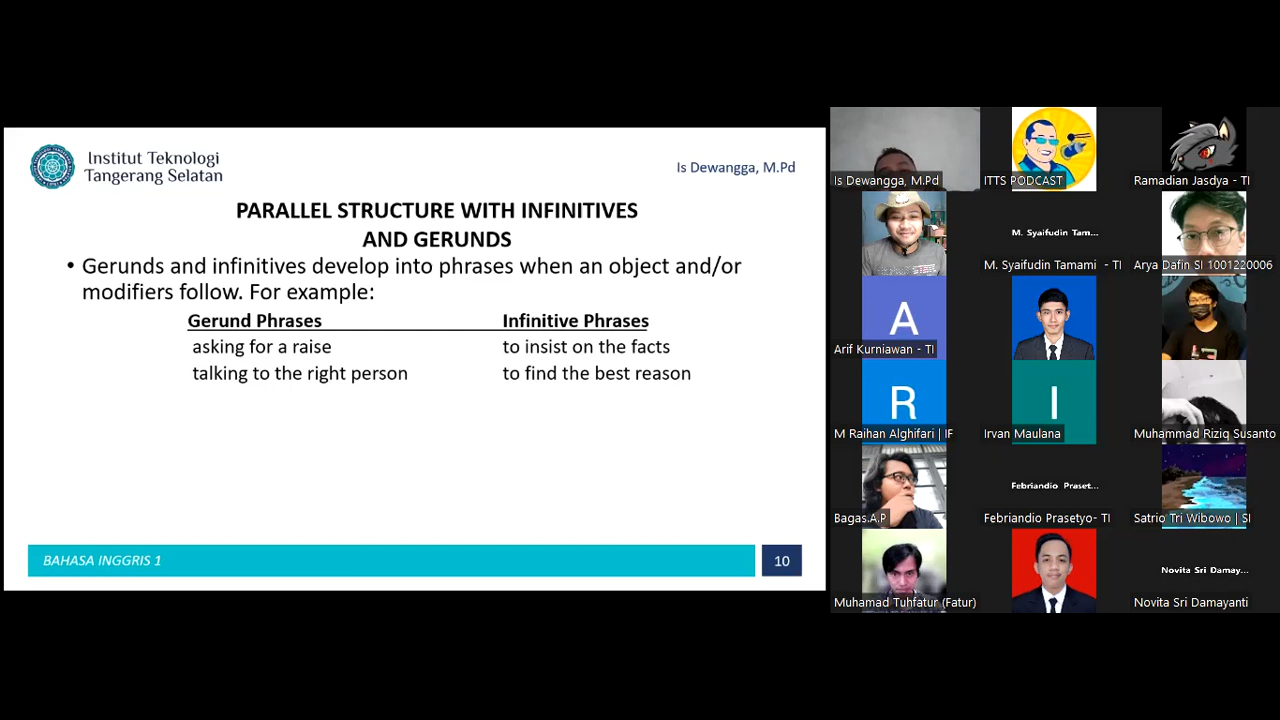 Institut Teknologi
Tangerang Selatan
Is Dewangga, M.Pd
PARALLEL STRUCTURE WITH INFINITIVES
AND GERUNDS
• Gerunds and infinitives develop into phrases when an object and/or
modifiers follow. For example:
Gerund Phrases Infinitive Phrases
asking for a raise to insist on the facts
talking to the right person to find the best reason
BAHASA INGGRIS 1
10
Is Dewangga, M.Pd
ITTS PODCAST
Ramadian Jasdya - TI
M. Syaifudin Tam...
M. Syaifudin Tamami - TI
Arya Dafin SI 1001220006
A
Arif Kurniawan - TI
R
M Raihan Alghifari | IF
I
Irvan Maulana
Muhammad Riziq Susanto
Bagas.A.P
Febriandio Praset...
Febriandio Prasetyo- TI
Satrio Tri Wibowo | SI
Muhamad Tuhfatur (Fatur)
Novita Sri Damay...
Novita Sri Damayanti